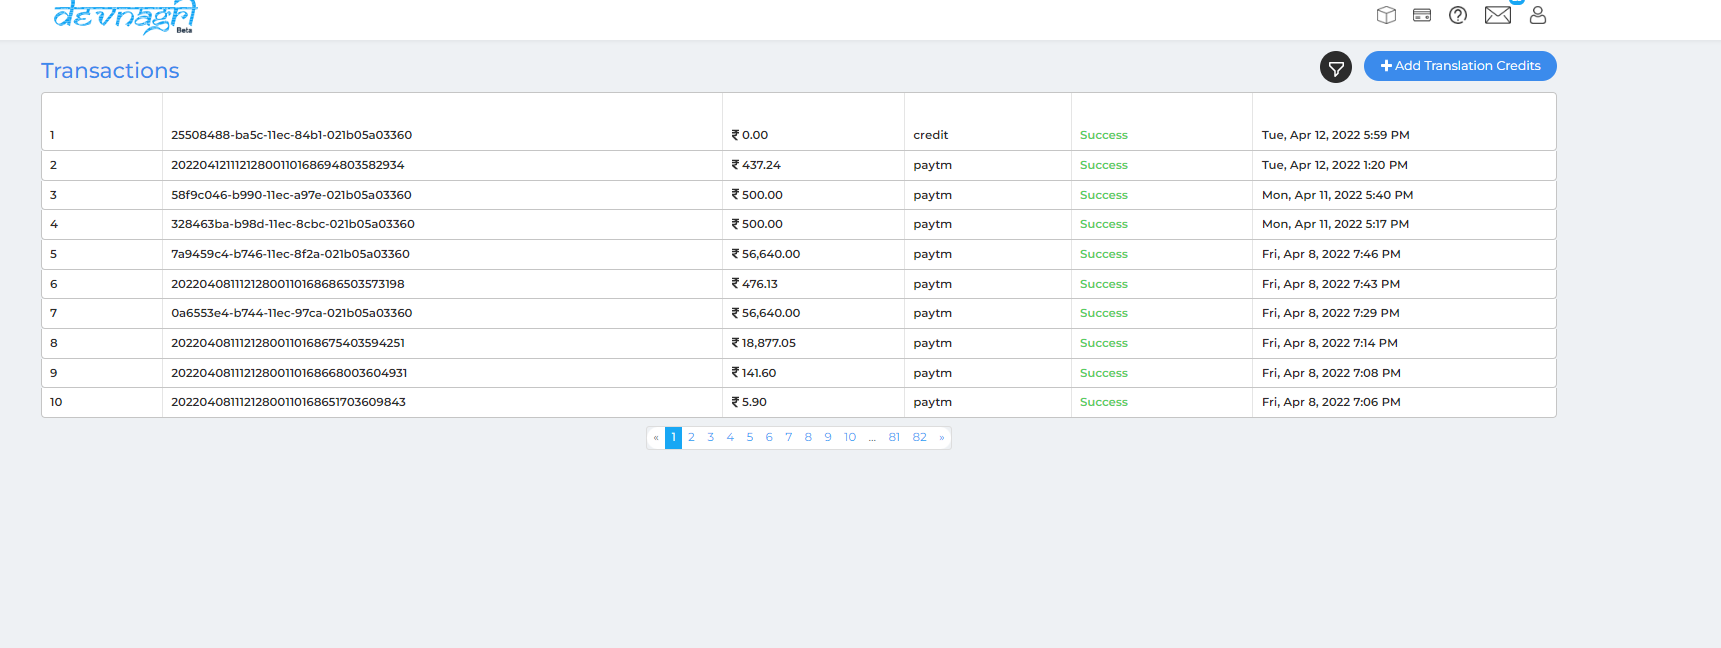 devnagri
Beta
Transactions
Add Translation Credits
1 25508488-ba5c-11ec-84b1-021b05a03360 ₹ 0.00 credit Success Tue, Apr 12, 2022 5:59 PM
2 20220412111212800110168694803582934 ₹ 437.24 paytm Success Tue, Apr 12, 2022 1:20 PM
3 58f9c046-b990-11ec-a97e-021b05a03360 ₹ 500.00 paytm Success Mon, Apr 11, 2022 5:40 PM
4 328463ba-b98d-11ec-8cbc-021b05a03360 ₹ 500.00 paytm Success Mon, Apr 11, 2022 5:17 PM
5 7a9459c4-b746-11ec-8f2a-021b05a03360 ₹ 56,640.00 paytm Success Fri, Apr 8, 2022 7:46 PM
6 20220408111212800110168686503573198 ₹ 476.13 paytm Success Fri, Apr 8, 2022 7:43 PM
7 0a6553e4-b744-11ec-97ca-021b05a03360 ₹ 56,640.00 paytm Success Fri, Apr 8, 2022 7:29 PM
8 20220408111212800110168675403594251 ₹ 18,877.05 paytm Success Fri, Apr 8, 2022 7:14 PM
9 20220408111212800110168668003604931 ₹ 141.60 paytm Success Fri, Apr 8, 2022 7:08 PM
10 20220408111212800110168651703609843 ₹ 5.90 paytm Success Fri, Apr 8, 2022 7:06 PM
« 1 2 3 4 5 6 7 8 9 10 ... 81 82 »